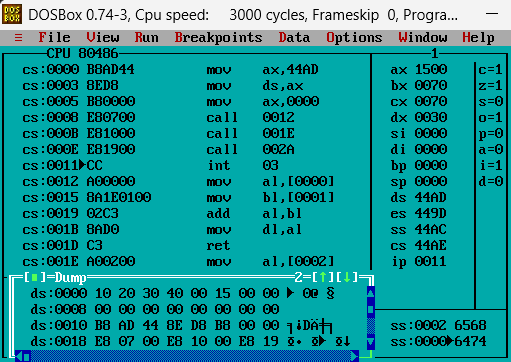 DOSBox 0.74-3, Cpu speed: 3000 cycles, Frameskip 0, Progra...
≡ File View Run Breakpoints Data Options Window Help
CPU 80486 1
cs:0000 B8AD44 mov ax,44AD ax 1500 c=1
cs:0003 8ED8 mov ds,ax bx 0070 z=1
cs:0005 B80000 mov ax,0000 cx 0070 s=0
cs:0008 E80700 call 0012 dx 0030 o=1
cs:000B E81000 call 001E si 0000 p=0
cs:000E E81900 call 002A di 0000 a=0
cs:0011►CC int 03 bp 0000 i=1
cs:0012 A00000 mov al,[0000] sp 0000 d=0
cs:0015 8A1E0100 mov bl,[0001] ds 44AD
cs:0019 02C3 add al,bl es 449D
cs:001B 8AD0 mov dl,al ss 44AC
cs:001D C3 ret cs 44AE
cs:001E A00200 mov al,[0002] ip 0011
[■]=Dump 2=[↑][↓]
ds:0000 10 20 30 40 00 15 00 00 ► 0@ §
ds:0008 00 00 00 00 00 00 00 00
ds:0010 B8 AD 44 8E D8 B8 00 00 ╕¡DÄ╪╕
ds:0018 E8 07 00 E8 10 00 E8 19 Φ• Φ► Φ↓
ss:0002 6568
ss:0000►6474